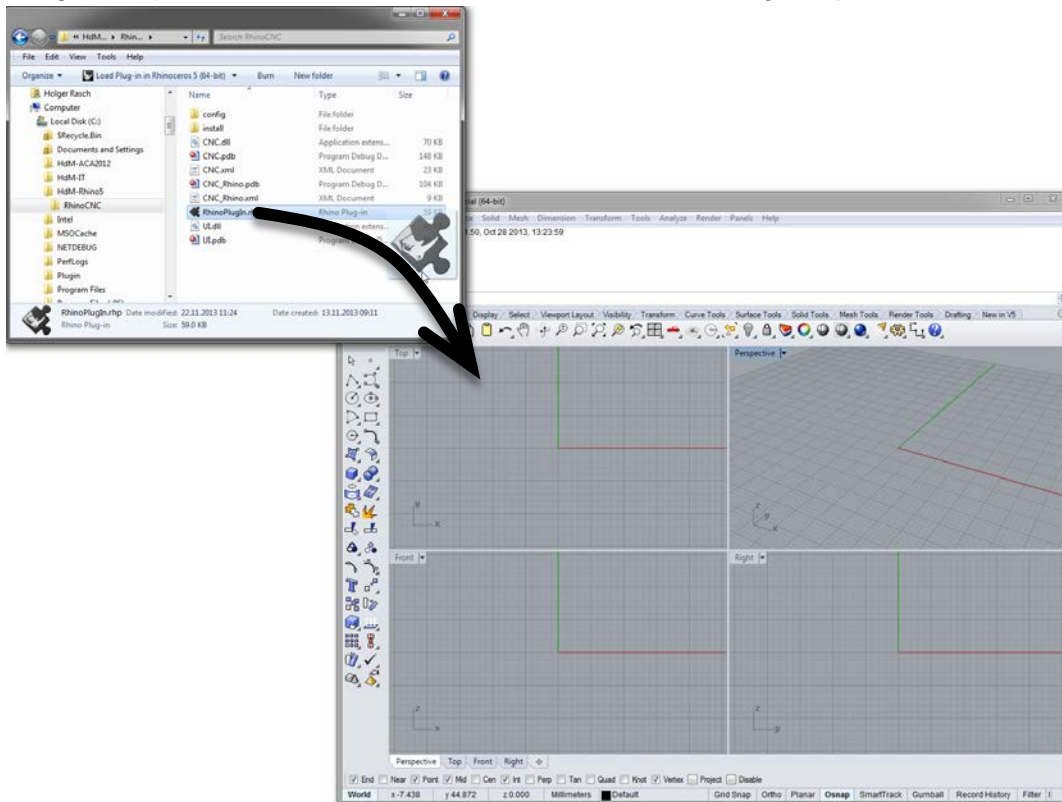 « HdM... ▸ Rhin... ▸
Search RhinoCNC
File Edit View Tools Help
Organize Load Plug-in in Rhinoceros 5 (64-bit) Burn New folder
Holger Rasch
Computer
Local Disk (C:)
$Recycle.Bin
Documents and Settings
HdM-ACA2012
HdM-IT
HdM-Rhino5
RhinoCNC
Intel
MSOCache
NETDEBUG
PerfLogs
Plugin
Program Files
Name Type Size
config File folder
install File folder
CNC.dll Application extens... 70 KB
CNC.pdb Program Debug D... 148 KB
CNC.xml XML Document 23 KB
CNC_Rhino.pdb Program Debug D... 104 KB
CNC_Rhino.xml XML Document 9 KB
RhinoPlugIn.r Rhino Plug-in 59 KB
UI.dll extens...
UI.pdb Program
RhinoPlugIn.rhp Date modified: 22.11.2013 11:24 Date created: 13.11.2013 09:11
Rhino Plug-in Size: 59.0 KB
(64-bit)
Solid Mesh Dimension Transform Tools Analyze Render Panels Help
Oct 28 2013, 13:23:59
Display Select Viewport Layout Visibility Transform Curve Tools Surface Tools Solid Tools Mesh Tools Render Tools Drafting New in V5
Top
Perspective
y
x
z
y
x
Front
Right
z
x
z
y
Perspective Top Front Right
End Near Point Mid Cen Int Perp Tan Quad Knot Vertex Project Disable
World x -7.438 y 44.872 z 0.000 Millimeters Default Grid Snap Ortho Planar Osnap SmartTrack Gumball Record History Filter